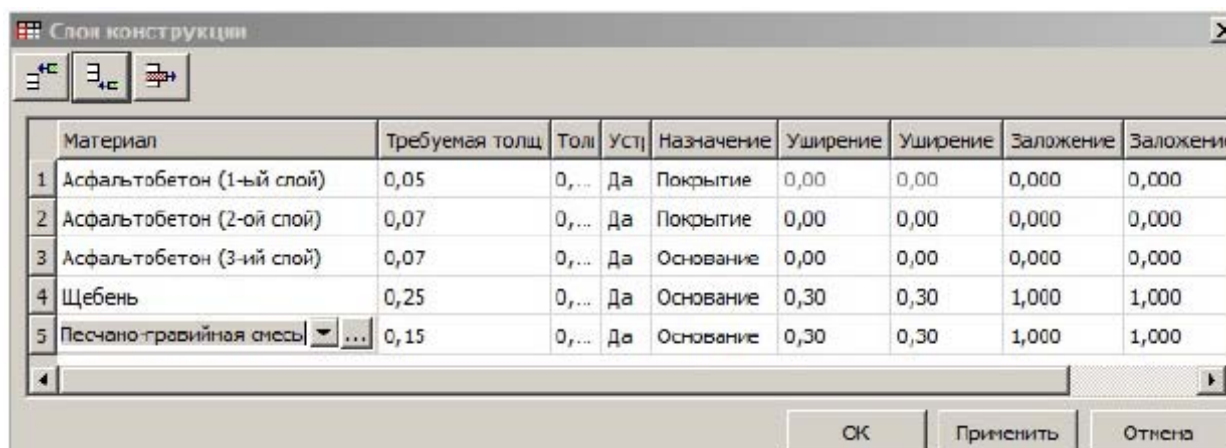 Слои конструкции
Материал Требуемая толщ Толщ Устр Назначение Уширение Уширение Заложение Заложение
1 Асфальтобетон (1-ый слой) 0,05 0,... Да Покрытие 0,00 0,00 0,000 0,000
2 Асфальтобетон (2-ой слой) 0,07 0,... Да Покрытие 0,00 0,00 0,000 0,000
3 Асфальтобетон (3-ий слой) 0,07 0,... Да Основание 0,00 0,00 0,000 0,000
4 Щебень 0,25 0,... Да Основание 0,30 0,30 1,000 1,000
5 Песчано-гравийная смесь ... 0,15 0,... Да Основание 0,30 0,30 1,000 1,000
ОК Применить Отмена